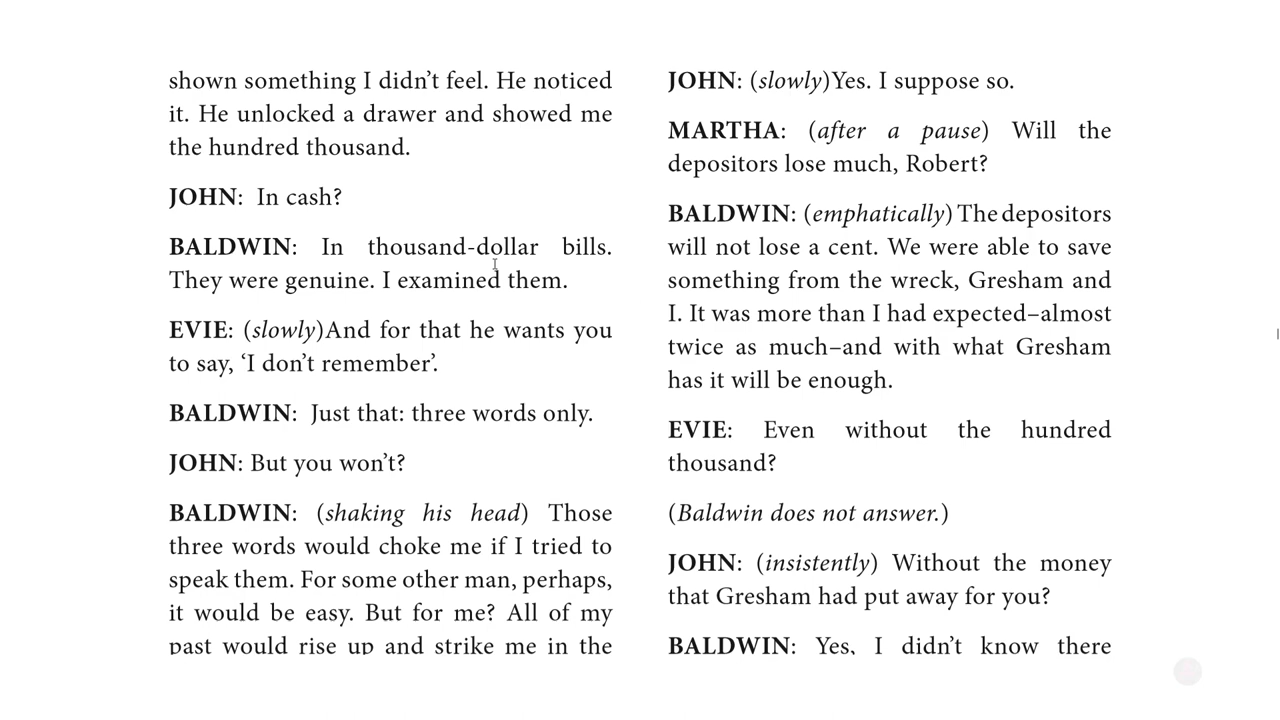 shown something I didn’t feel. He noticed
it. He unlocked a drawer and showed me
the hundred thousand.
JOHN: In cash?
BALDWIN: In thousand-dollar bills.
They were genuine. I examined them.
EVIE: (slowly)And for that he wants you
to say, ‘I don’t remember’.
BALDWIN: Just that: three words only.
JOHN: But you won’t?
BALDWIN: (shaking his head) Those
three words would choke me if I tried to
speak them. For some other man, perhaps,
it would be easy. But for me? All of my
past would rise up and strike me in the
JOHN: (slowly)Yes. I suppose so.
MARTHA: (after a pause) Will the
depositors lose much, Robert?
BALDWIN: (emphatically) The depositors
will not lose a cent. We were able to save
something from the wreck, Gresham and
I. It was more than I had expected–almost
twice as much–and with what Gresham
has it will be enough.
EVIE: Even without the hundred
thousand?
(Baldwin does not answer.)
JOHN: (insistently) Without the money
that Gresham had put away for you?
BALDWIN: Yes, I didn’t know there